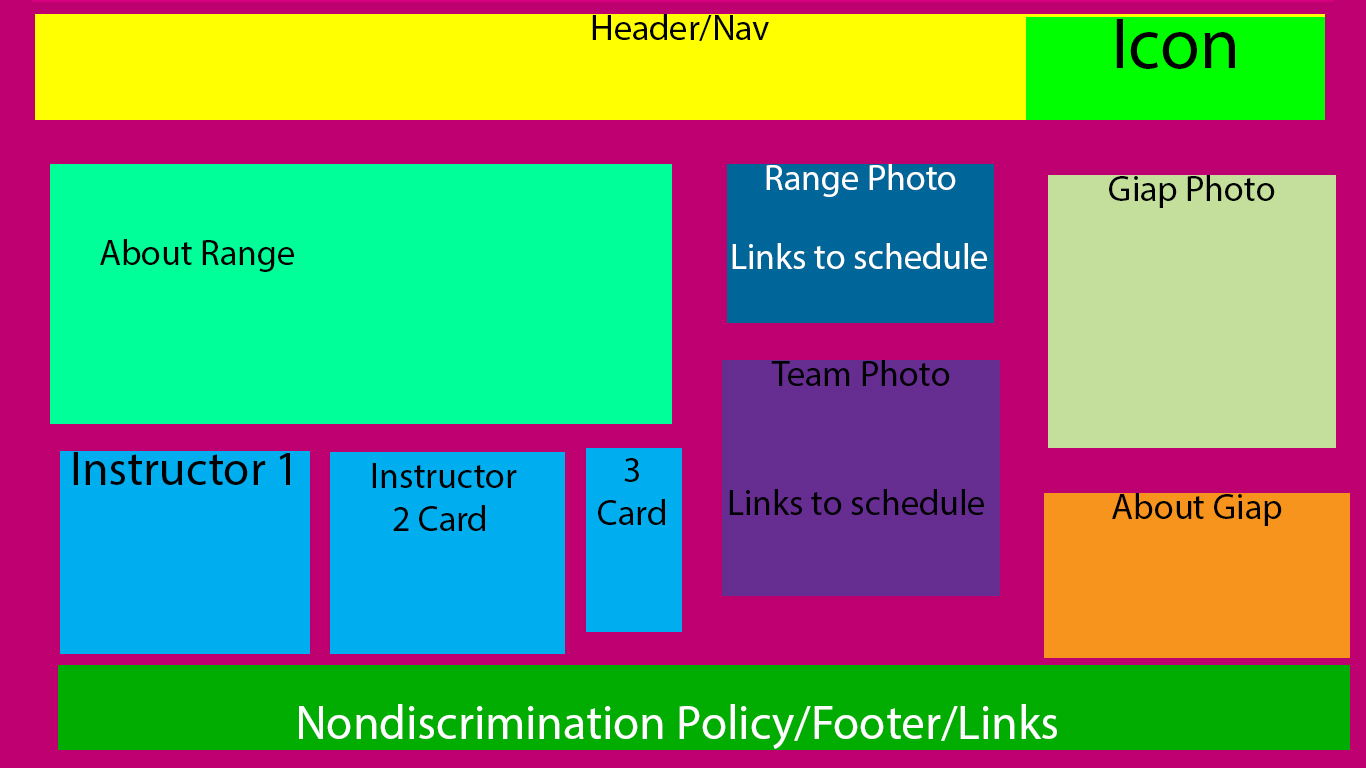 Header/Nav
Icon
About Range
Range Photo
Links to schedule
Giap Photo
Team Photo
Links to schedule
Instructor 1
Instructor
2 Card
3
Card
About Giap
Nondiscrimination Policy/Footer/Links